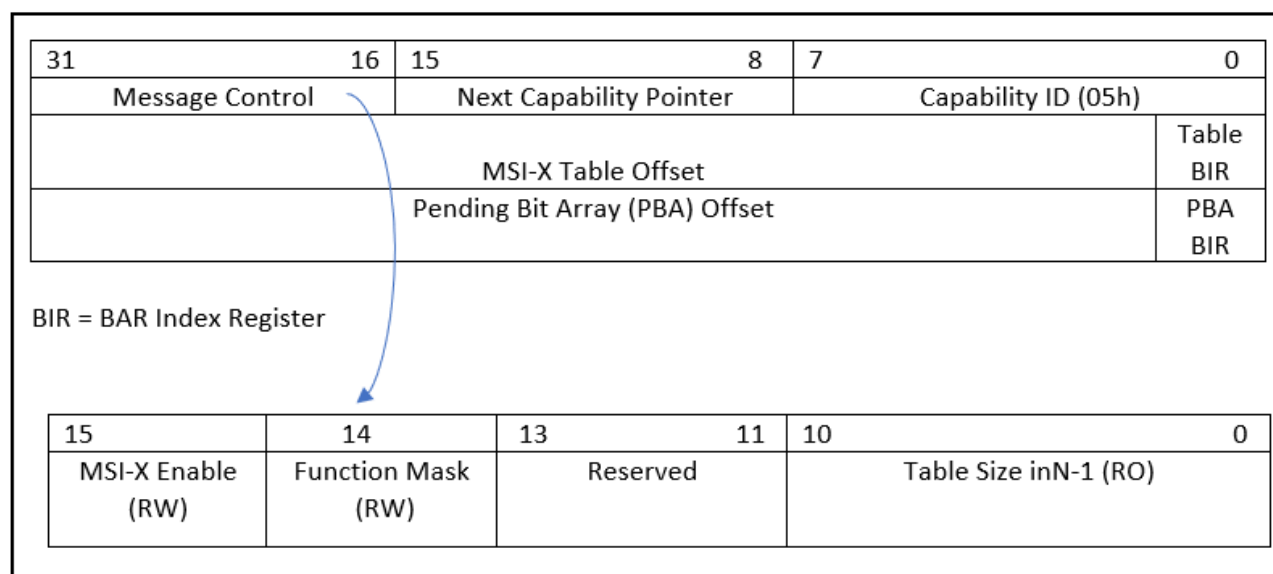 31 16 15 8 7 0
Message Control Next Capability Pointer Capability ID (05h)
Table
MSI-X Table Offset BIR
Pending Bit Array (PBA) Offset PBA
BIR
BIR = BAR Index Register
15 14 13 11 10 0
MSI-X Enable Function Mask Reserved Table Size inN-1 (RO)
(RW) (RW)